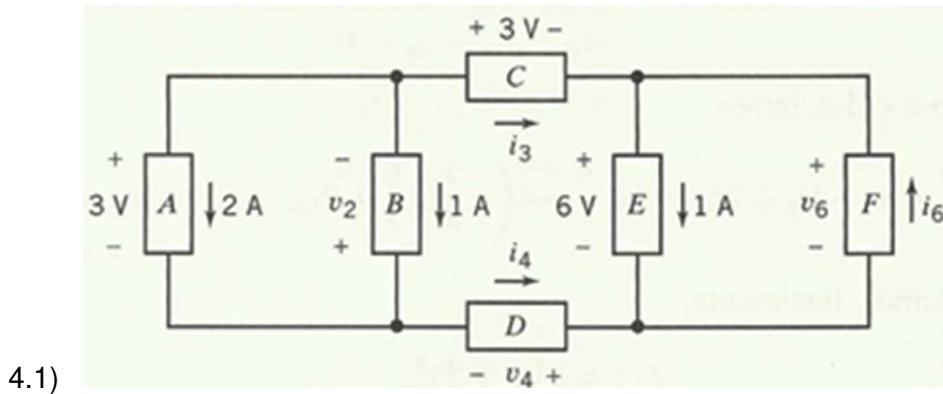 + 3 V –
C
i3
+ – + +
3 V A 2 A v2 B 1 A 6 V E 1 A v6 F i6
– + – –
i4
D
– v4 +
4.1)